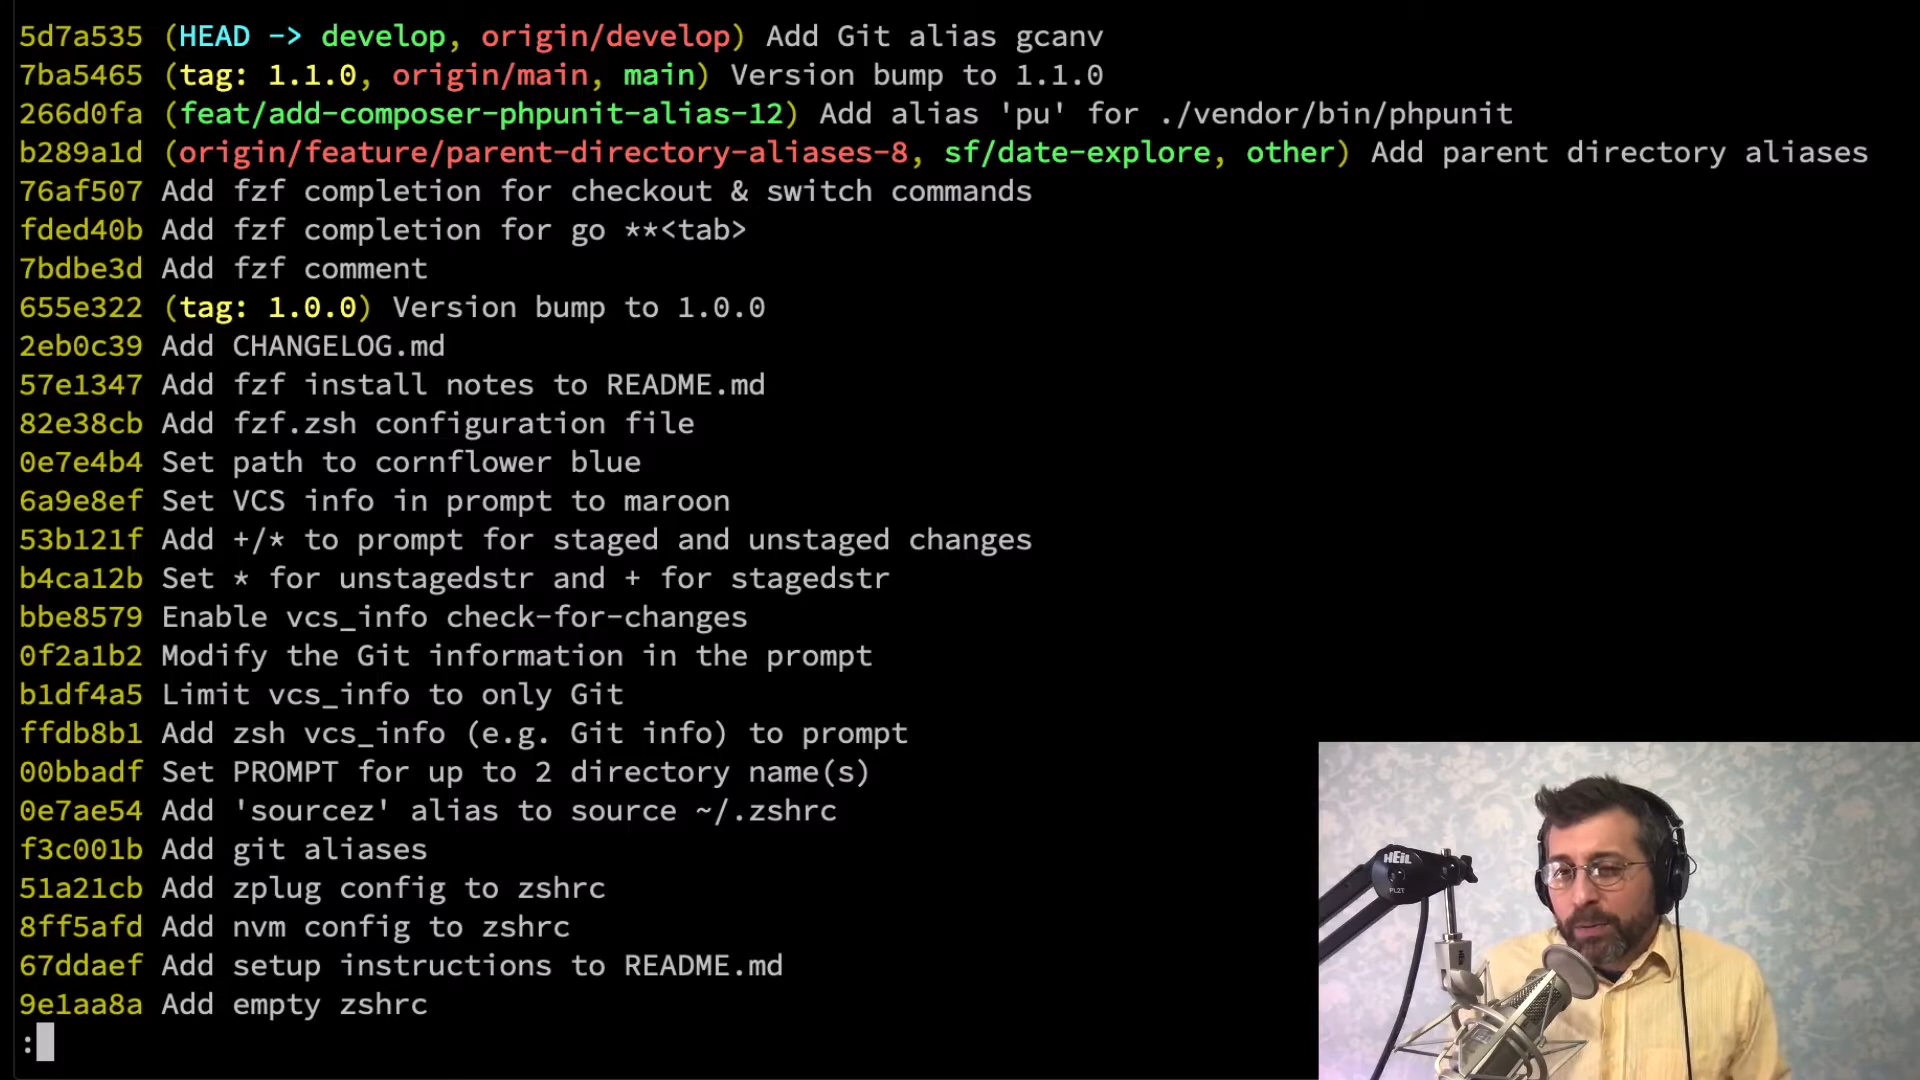 5d7a535 (HEAD -> develop, origin/develop) Add Git alias gcanv
7ba5465 (tag: 1.1.0, origin/main, main) Version bump to 1.1.0
266d0fa (feat/add-composer-phpunit-alias-12) Add alias 'pu' for ./vendor/bin/phpunit
b289a1d (origin/feature/parent-directory-aliases-8, sf/date-explore, other) Add parent directory aliases
76af507 Add fzf completion for checkout & switch commands
fded40b Add fzf completion for go **<tab>
7bdbe3d Add fzf comment
655e322 (tag: 1.0.0) Version bump to 1.0.0
2eb0c39 Add CHANGELOG.md
57e1347 Add fzf install notes to README.md
82e38cb Add fzf.zsh configuration file
0e7e4b4 Set path to cornflower blue
6a9e8ef Set VCS info in prompt to maroon
53b121f Add +/* to prompt for staged and unstaged changes
b4ca12b Set * for unstagedstr and + for stagedstr
bbe8579 Enable vcs_info check-for-changes
0f2a1b2 Modify the Git information in the prompt
b1df4a5 Limit vcs_info to only Git
ffdb8b1 Add zsh vcs_info (e.g. Git info) to prompt
00bbadf Set PROMPT for up to 2 directory name(s)
0e7ae54 Add 'sourcez' alias to source ~/.zshrc
f3c001b Add git aliases
51a21cb Add zplug config to zshrc
8ff5afd Add nvm config to zshrc
67ddaef Add setup instructions to README.md
9e1aa8a Add empty zshrc
:
HEiL
PL2T